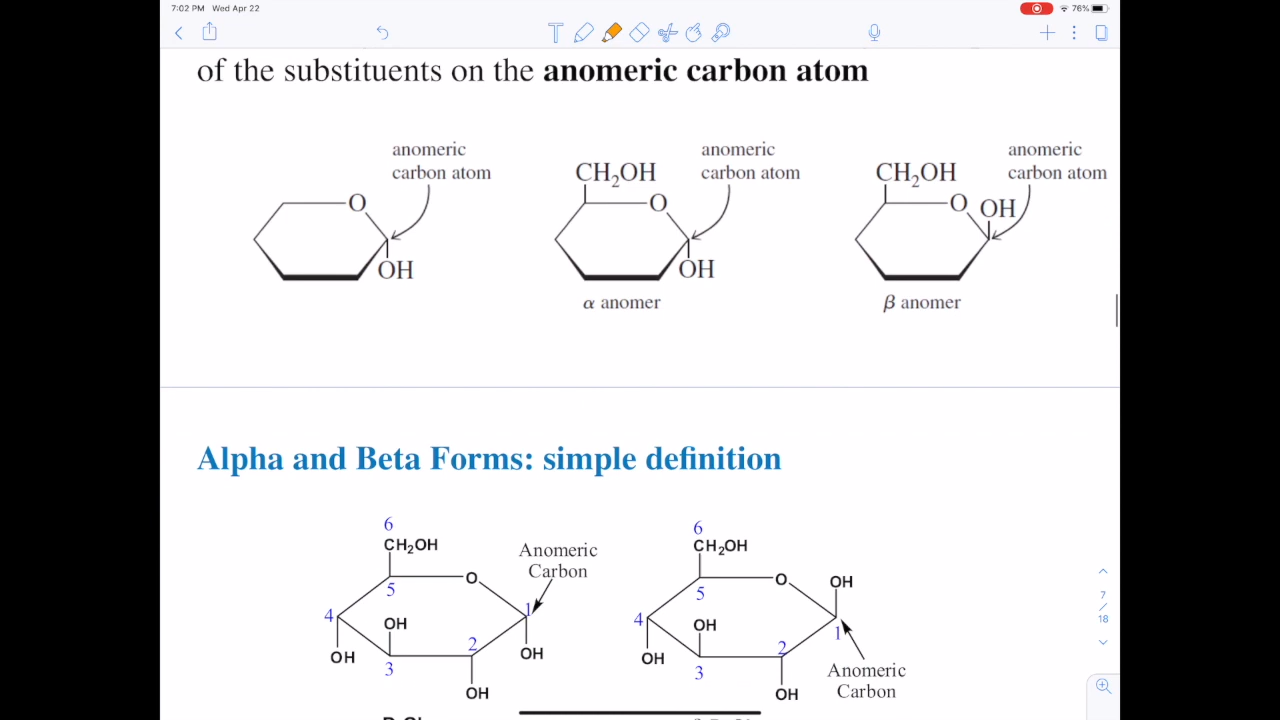 7:02 PM Wed Apr 22
76%
of the substituents on the anomeric carbon atom
anomeric
carbon atom
O
OH
anomeric
carbon atom
CH₂OH
O
OH
α anomer
anomeric
carbon atom
CH₂OH
O OH
β anomer
Alpha and Beta Forms: simple definition
6
CH₂OH
Anomeric
Carbon
O
5
4
1
OH
2
OH
OH
3
OH
6
CH₂OH
O
OH
5
4
OH
1
2
OH
3
Anomeric
Carbon
OH
7
/
18